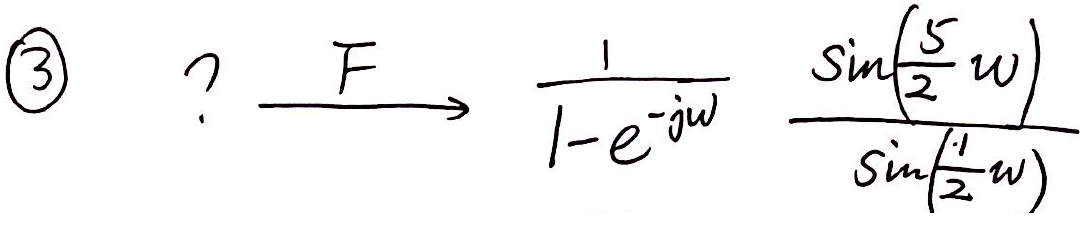 ③ ? F→ 1/(1-e^{-jw}) sin(5/2 w)/sin(1/2 w)